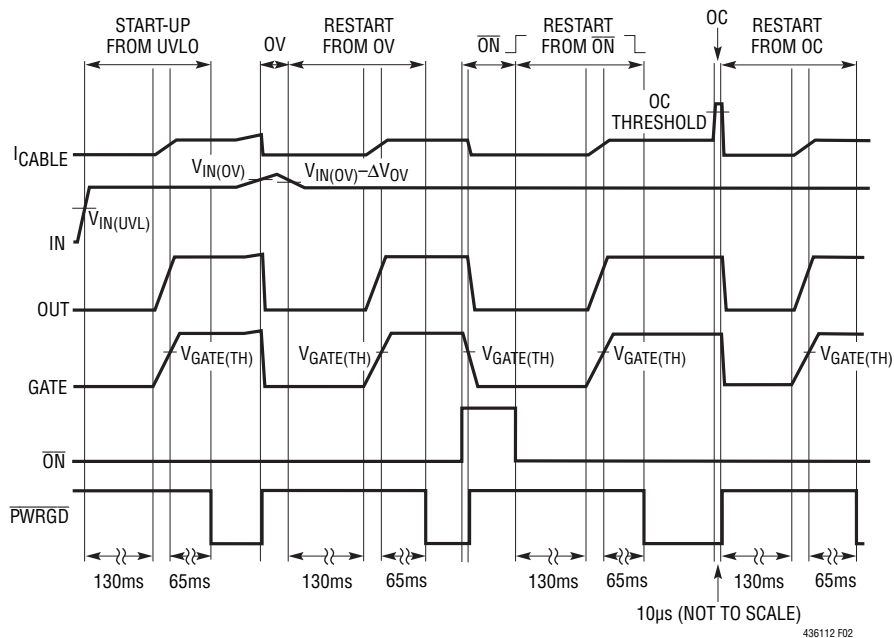 START-UP
FROM UVLO
OV
RESTART
FROM OV
ON
RESTART
FROM ON
OC
RESTART
FROM OC
OC
THRESHOLD
ICABLE
VIN(OV)
VIN(OV)–ΔVOV
VIN(UVL)
IN
OUT
VGATE(TH)
VGATE(TH)
VGATE(TH)
VGATE(TH)
VGATE(TH)
GATE
ON
PWRGD
130ms
65ms
130ms
65ms
130ms
65ms
130ms
65ms
10µs (NOT TO SCALE)
436112 F02